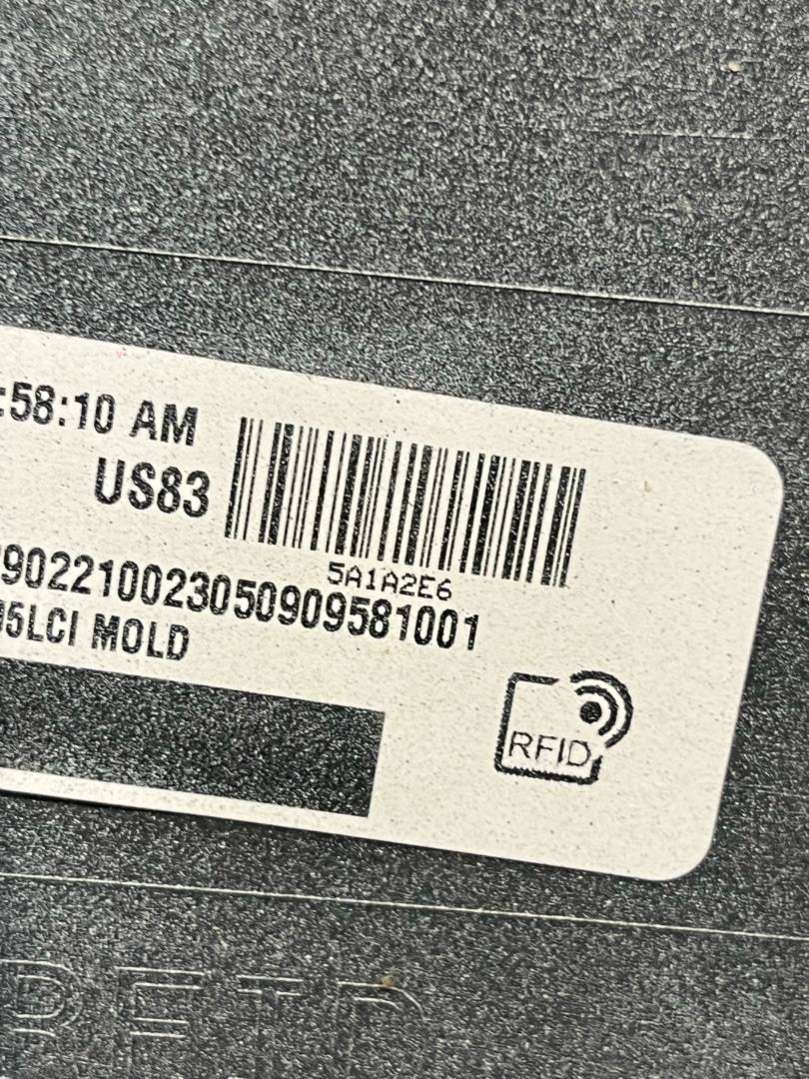 :58:10 AM
US83
5A1A2E6
902210023050909581001
5LCI MOLD
RFID